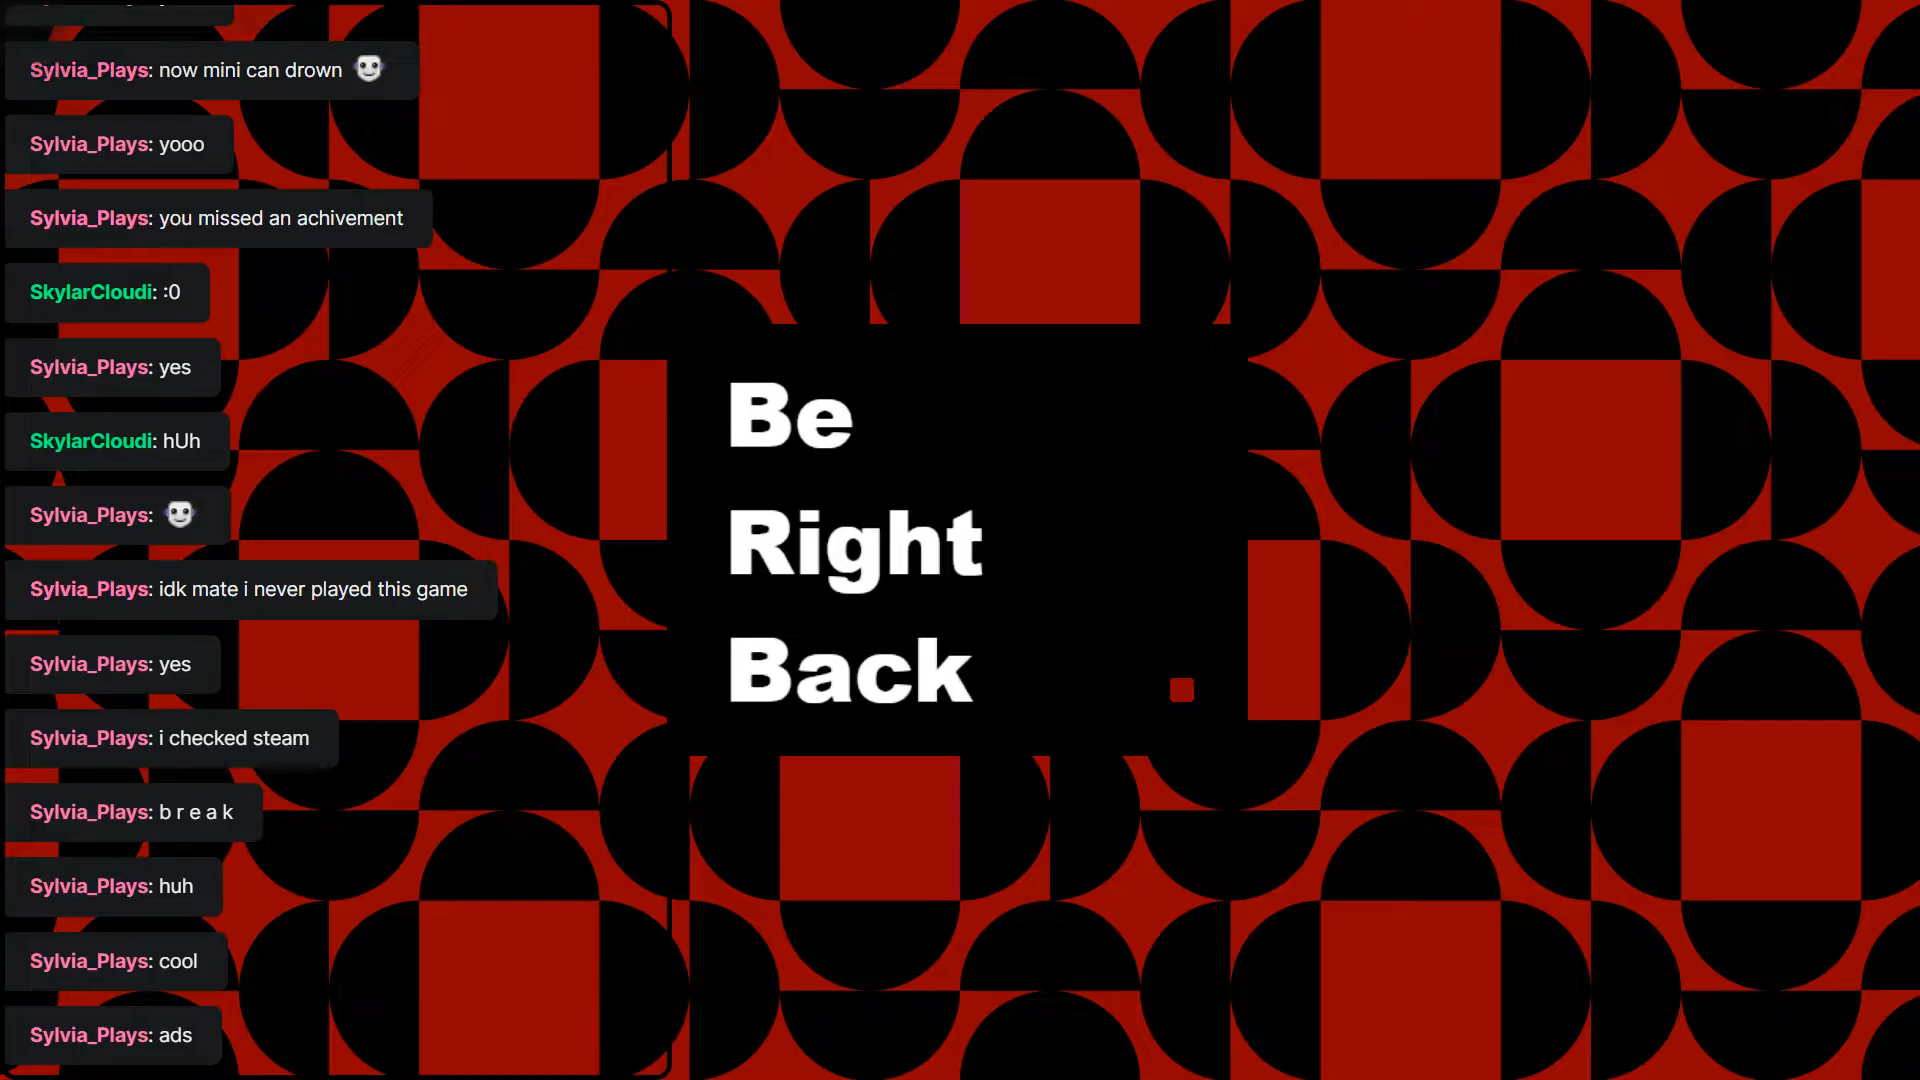 Sylvia_Plays: now mini can drown
Sylvia_Plays: yooo
Sylvia_Plays: you missed an achivement
SkylarCloudi: :0
Sylvia_Plays: yes
SkylarCloudi: hUh
Sylvia_Plays:
Sylvia_Plays: idk mate i never played this game
Sylvia_Plays: yes
Sylvia_Plays: i checked steam
Sylvia_Plays: b r e a k
Sylvia_Plays: huh
Sylvia_Plays: cool
Sylvia_Plays: ads
Be
Right
Back